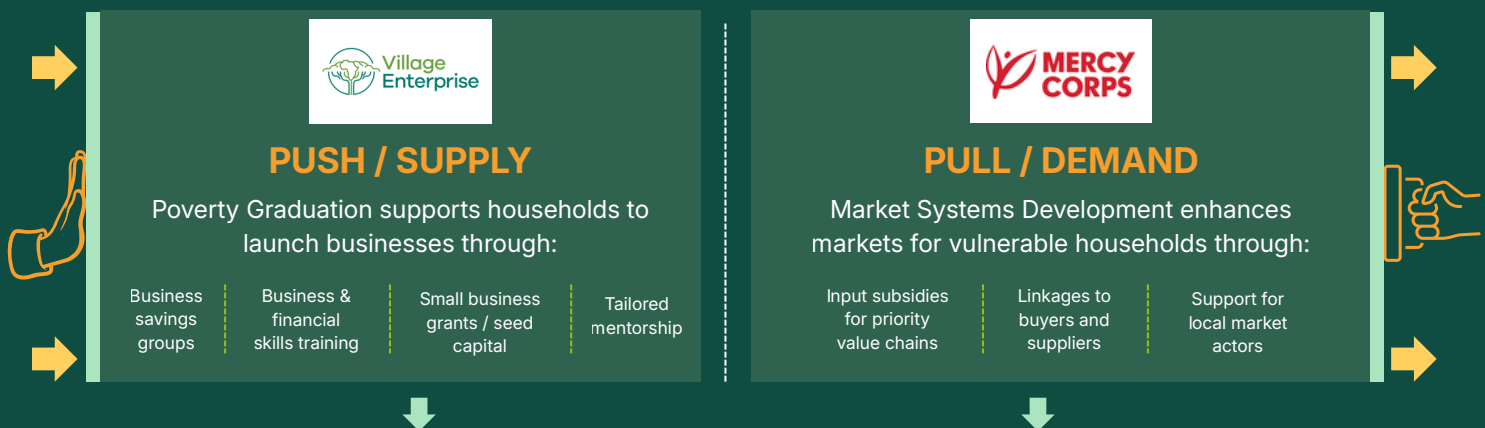 Village
Enterprise
PUSH / SUPPLY
Poverty Graduation supports households to
launch businesses through:
Business
savings
groups
Business &
financial
skills training
Small business
grants / seed
capital
Tailored
mentorship
MERCY
CORPS
PULL / DEMAND
Market Systems Development enhances
markets for vulnerable households through:
Input subsidies
for priority
value chains
Linkages to
buyers and
suppliers
Support for
local market
actors